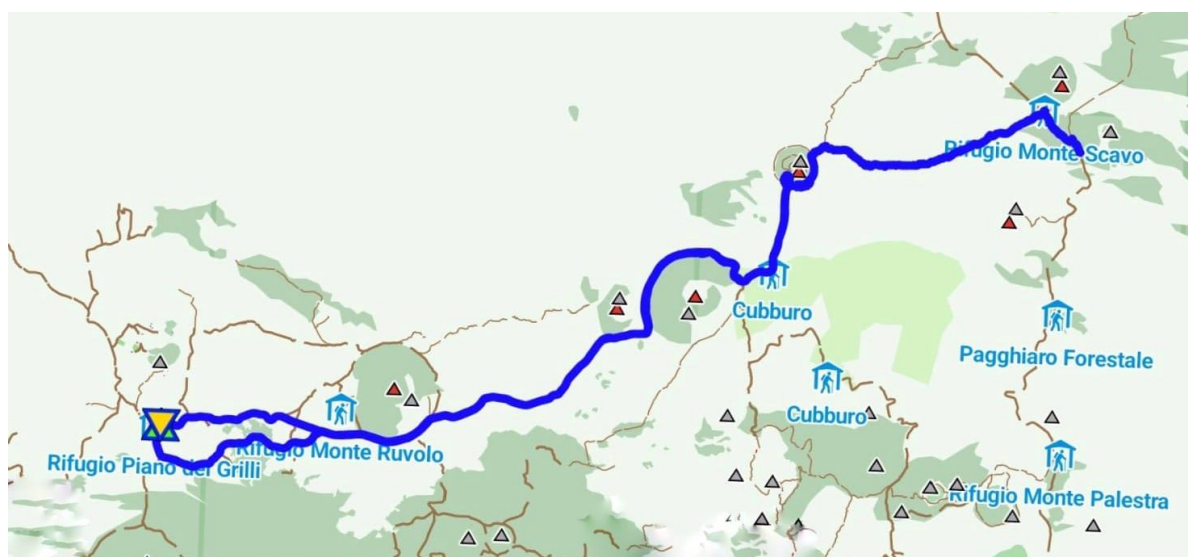 Rifugio Monte Scavo
Cubburo
Pagghiaro Forestale
Cubburo
Rifugio Monte Ruvolo
Rifugio Piano dei Grilli
Rifugio Monte Palestra